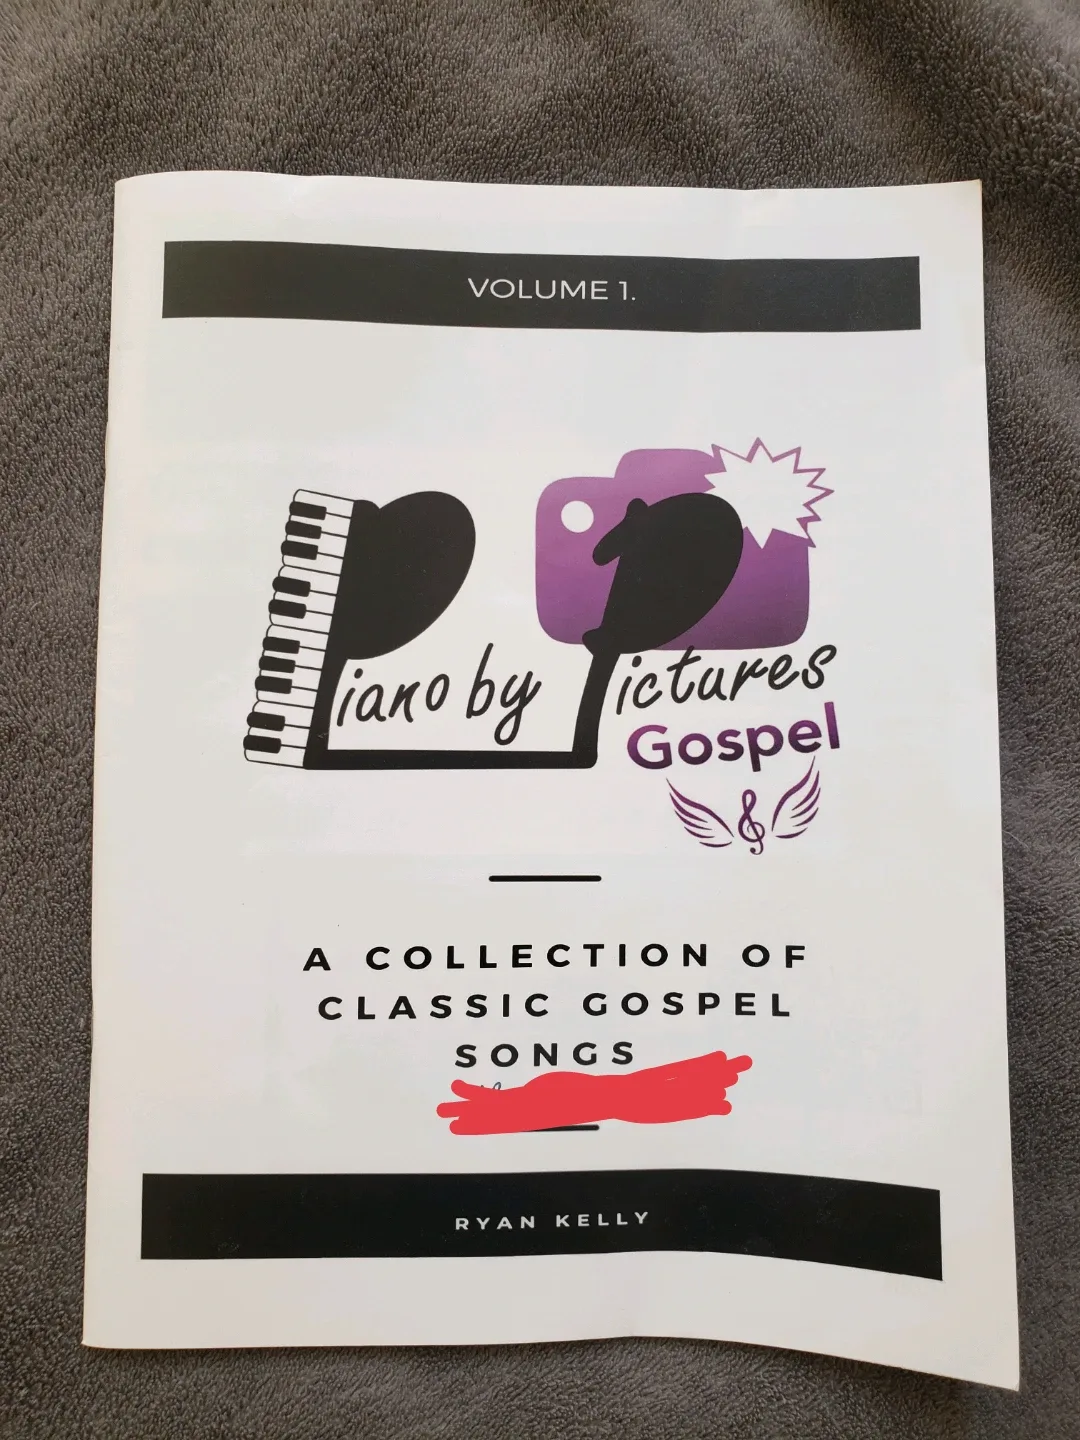 VOLUME 1.
Piano by Pictures
Gospel
A COLLECTION OF
CLASSIC GOSPEL
SONGS
RYAN KELLY